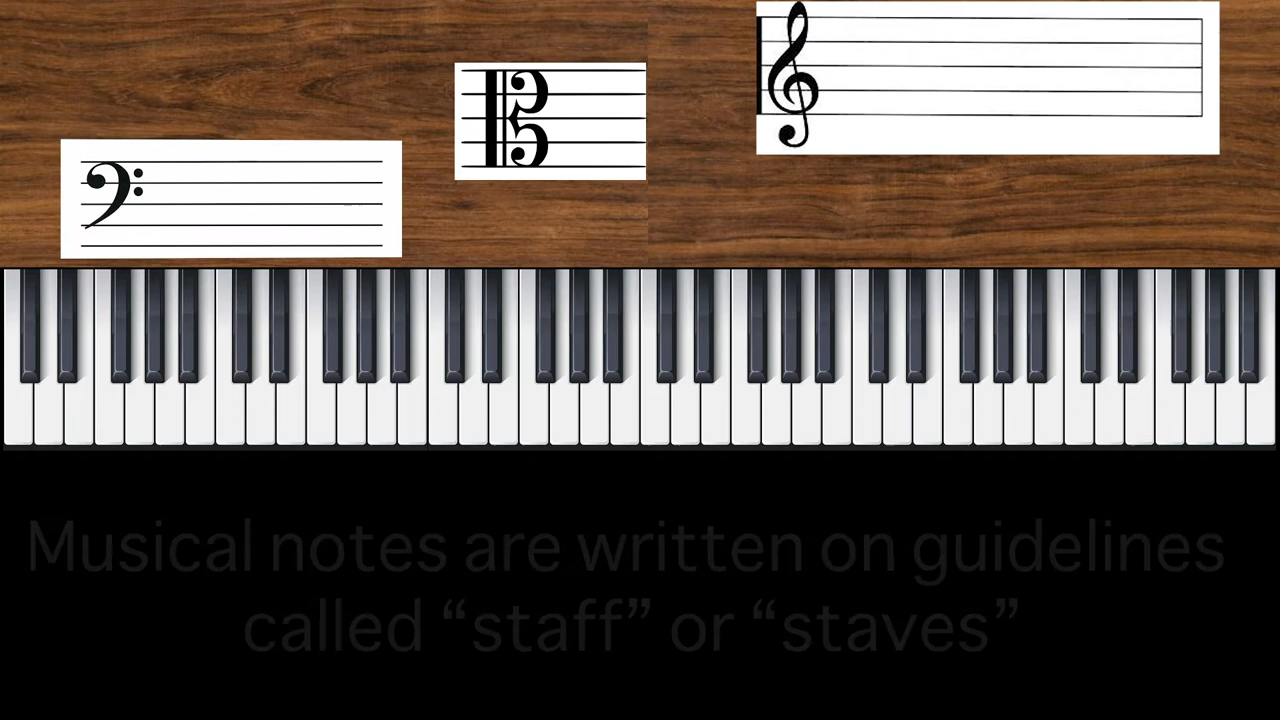 Musical notes are written on guidelines
called “staff” or “staves”